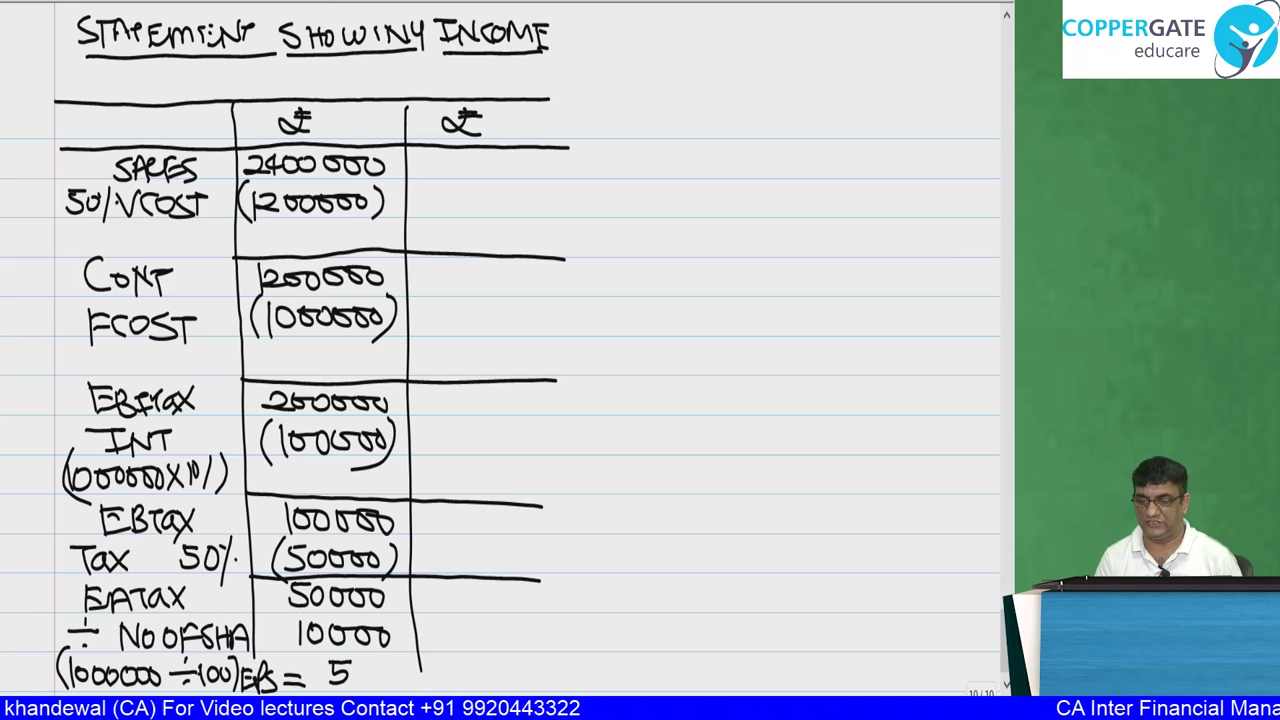 STATEMENT SHOWING INCOME
COPPERGATE
educare
₹ ₹
SALES 2400000
50% VCOST (1200000)
CONT 1200000
FCOST (1000000)
EBITAX 200000
INT (100000)
(1000000X10%)
EBTAX 100000
TAX 50% (50000)
EATAX 50000
÷ NO OF SHA 10000
(1000000 ÷ 100) EPS = 5
10/10
khandewal (CA) For Video lectures Contact +91 9920443322
CA Inter Financial Mana